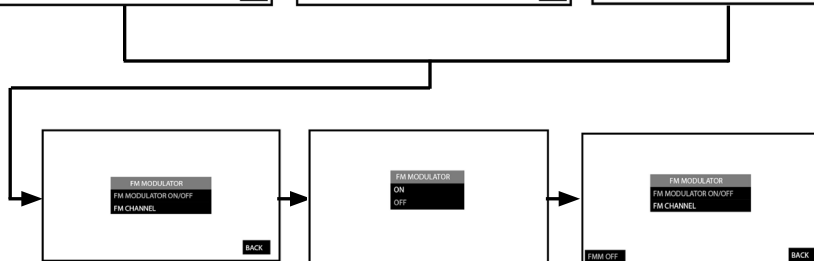 FM MODULATOR
FM MODULATOR ON/OFF
FM CHANNEL
BACK
FM MODULATOR
ON
OFF
FM MODULATOR
FM MODULATOR ON/OFF
FM CHANNEL
FMM OFF
BACK